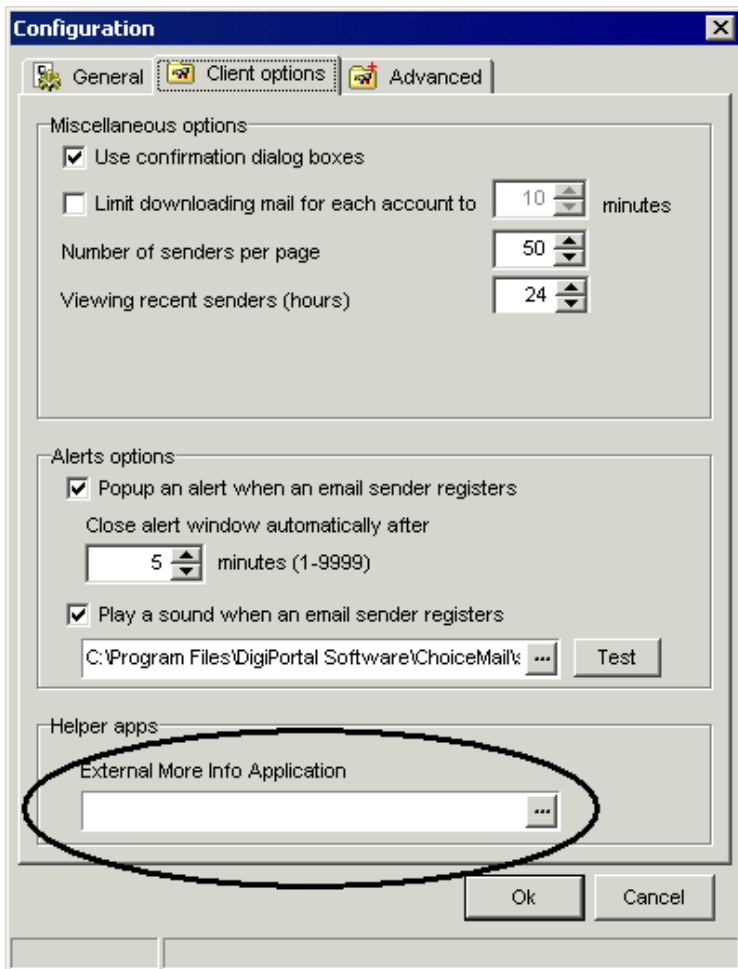 Configuration
General Client options Advanced
Miscellaneous options
Use confirmation dialog boxes
Limit downloading mail for each account to 10 minutes
Number of senders per page 50
Viewing recent senders (hours) 24
Alerts options
Popup an alert when an email sender registers
Close alert window automatically after
5 minutes (1-9999)
Play a sound when an email sender registers
C:\Program Files\DigiPortal Software\ChoiceMail\s ... Test
Helper apps
External More Info Application
...
Ok Cancel